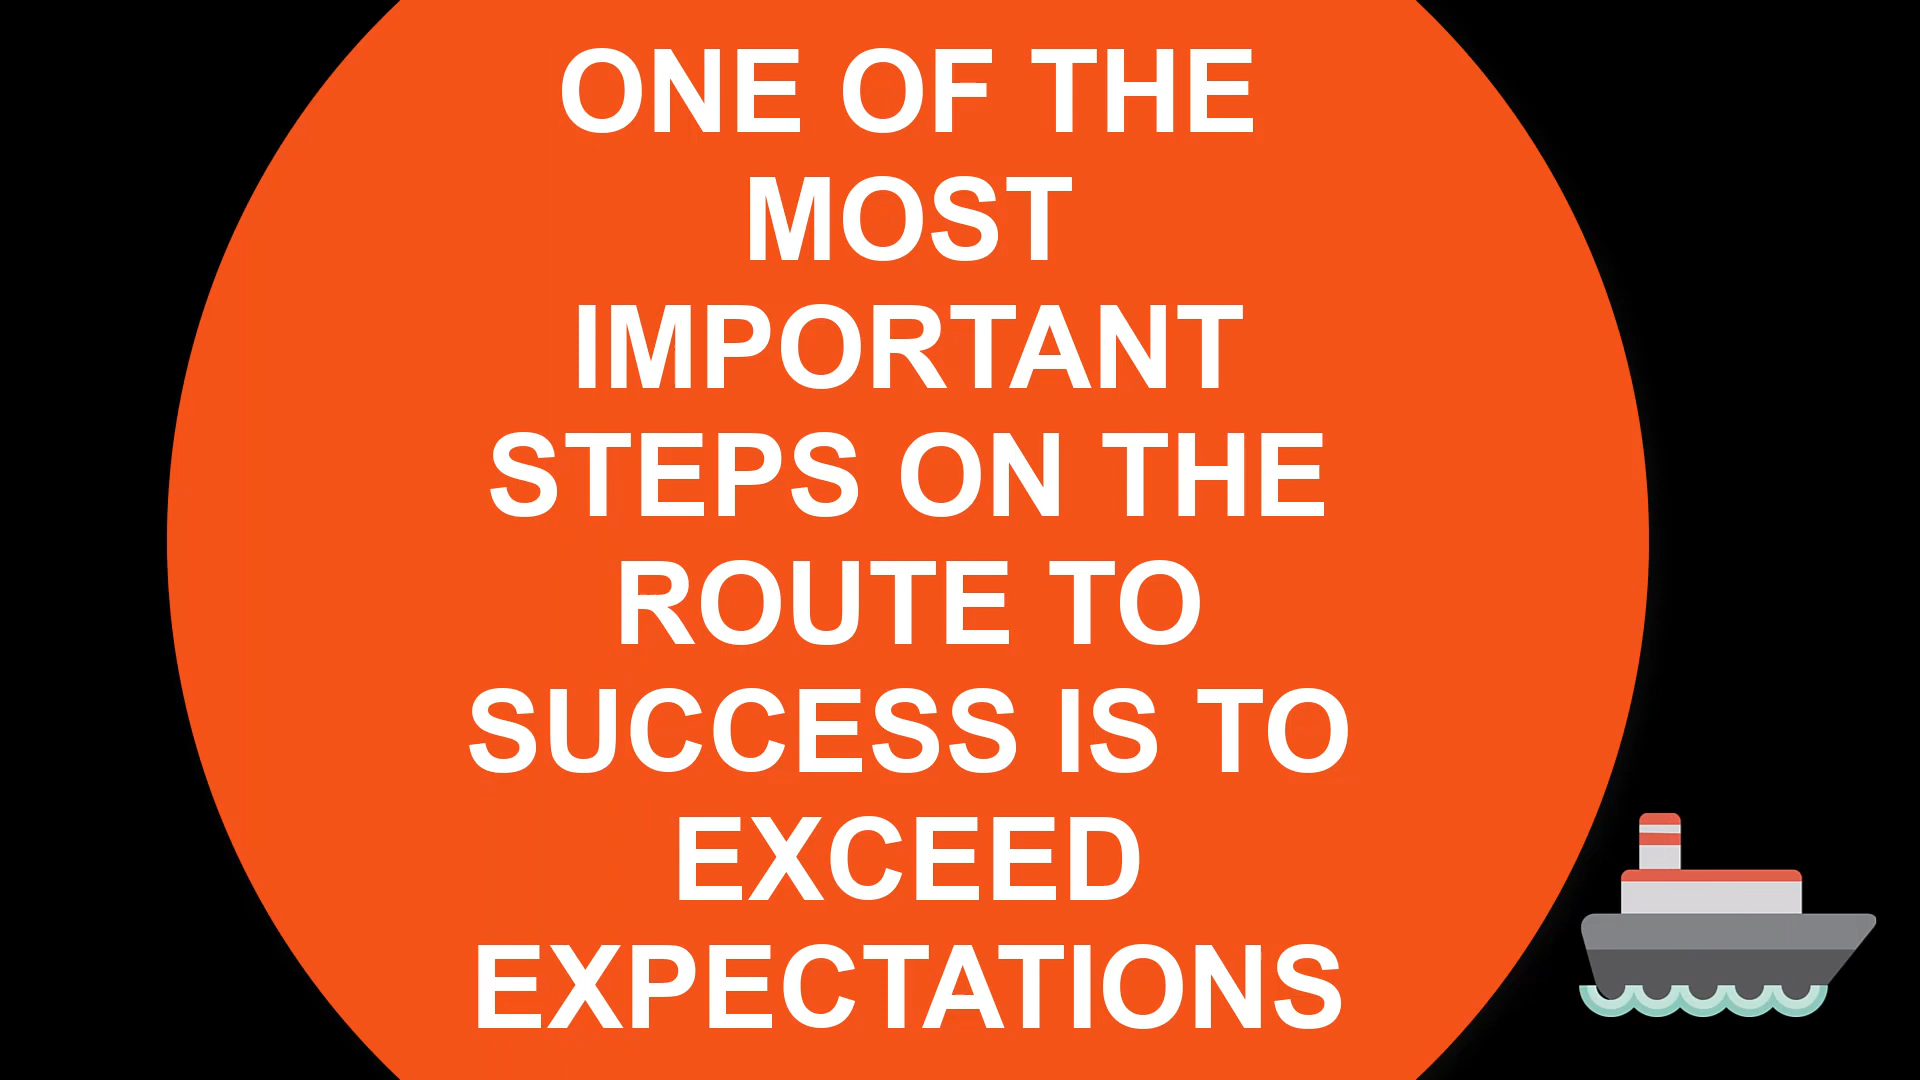 ONE OF THE
MOST
IMPORTANT
STEPS ON THE
ROUTE TO
SUCCESS IS TO
EXCEED
EXPECTATIONS